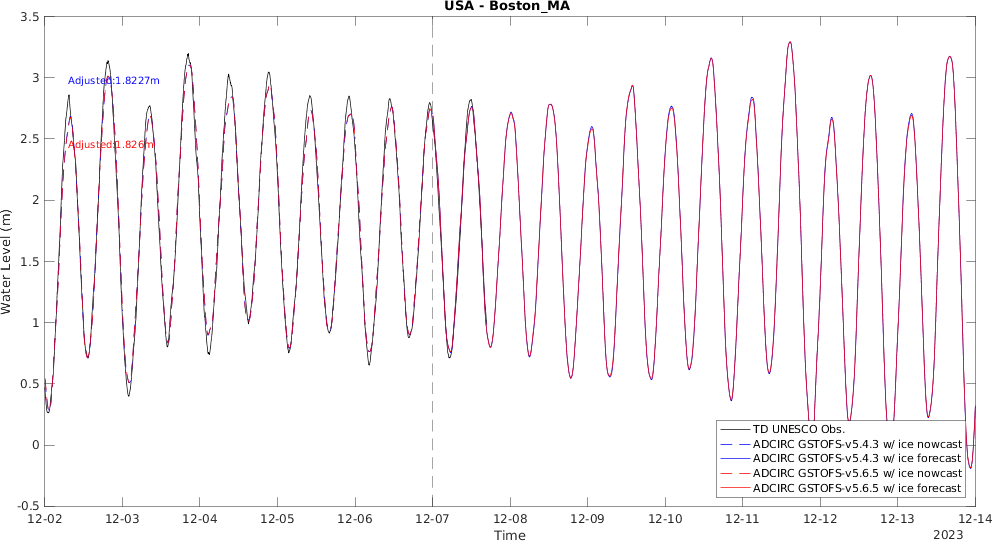 USA - Boston_MA
3.5
3
2.5
2
1.5
1
0.5
0
-0.5
Water Level (m)
Adjusted:1.8227m
Adjusted:1.826m
TD UNESCO Obs.
ADCIRC GSTOFS-v5.4.3 w/ ice nowcast
ADCIRC GSTOFS-v5.4.3 w/ ice forecast
ADCIRC GSTOFS-v5.6.5 w/ ice nowcast
ADCIRC GSTOFS-v5.6.5 w/ ice forecast
12-02 12-03 12-04 12-05 12-06 12-07 12-08 12-09 12-10 12-11 12-12 12-13 12-14
Time
2023